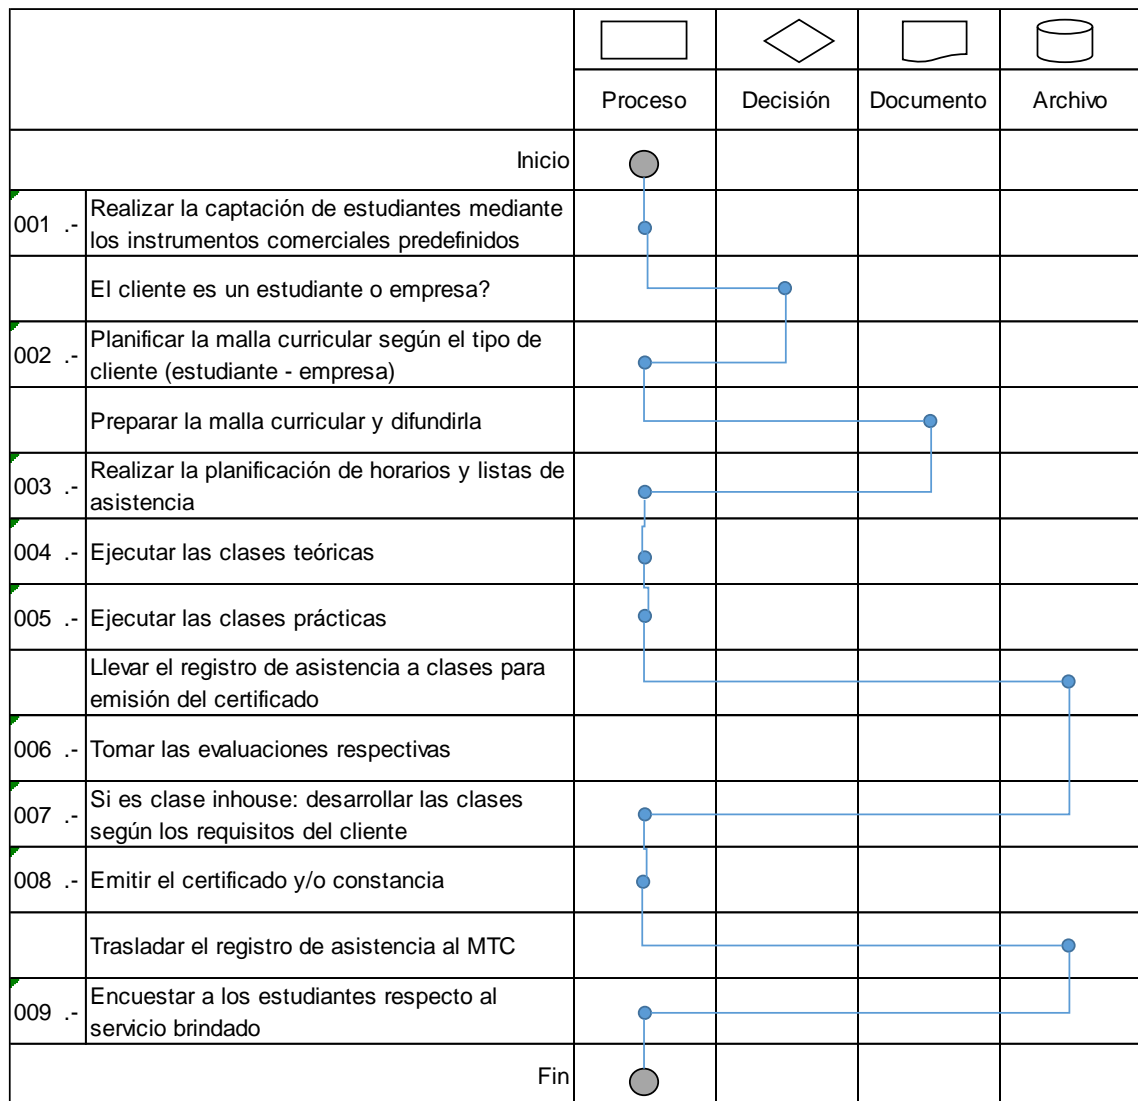 Proceso Decisión Documento Archivo
Inicio
001 .- Realizar la captación de estudiantes mediante
los instrumentos comerciales predefinidos
El cliente es un estudiante o empresa?
002 .- Planificar la malla curricular según el tipo de
cliente (estudiante - empresa)
Preparar la malla curricular y difundirla
003 .- Realizar la planificación de horarios y listas de
asistencia
004 .- Ejecutar las clases teóricas
005 .- Ejecutar las clases prácticas
Llevar el registro de asistencia a clases para
emisión del certificado
006 .- Tomar las evaluaciones respectivas
007 .- Si es clase inhouse: desarrollar las clases
según los requisitos del cliente
008 .- Emitir el certificado y/o constancia
Trasladar el registro de asistencia al MTC
009 .- Encuestar a los estudiantes respecto al
servicio brindado
Fin